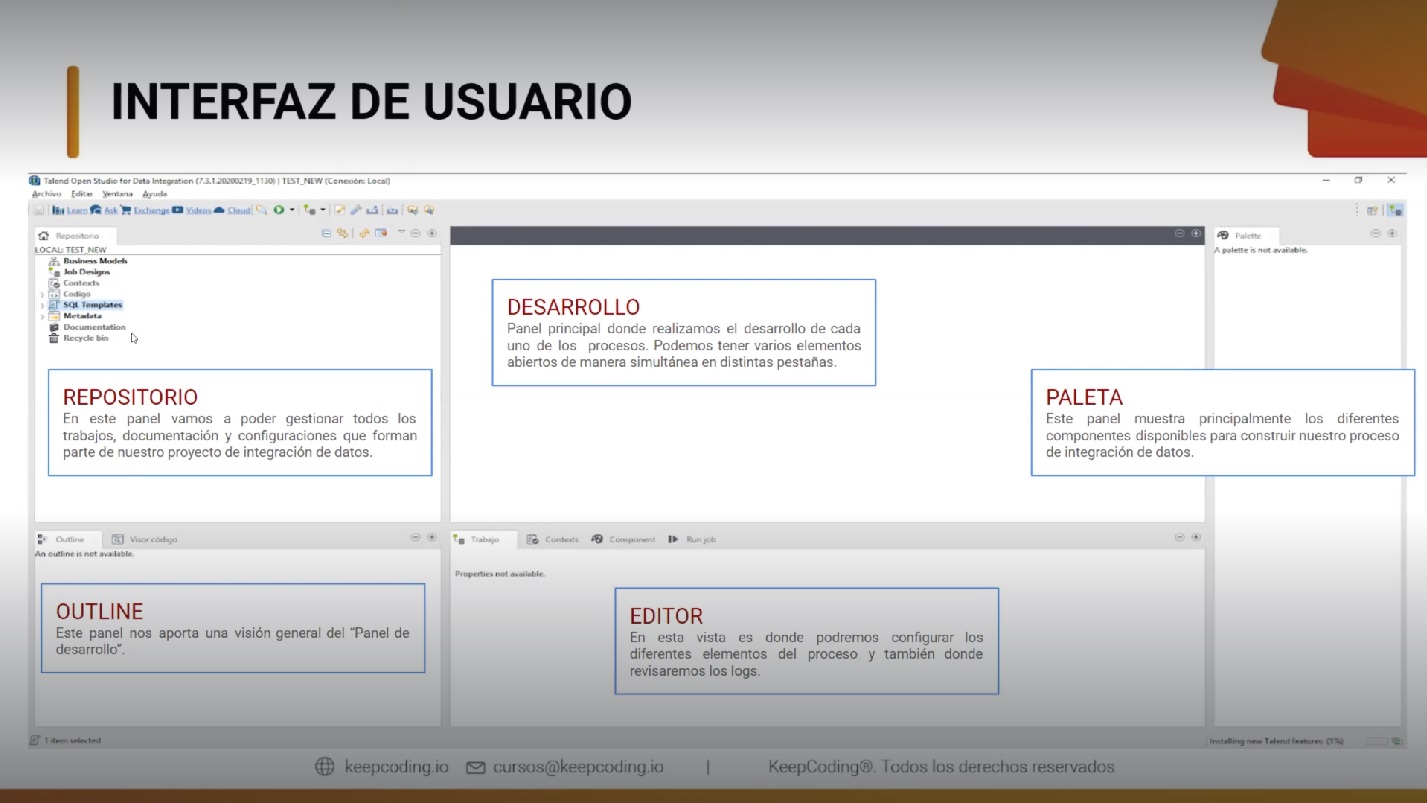 INTERFAZ DE USUARIO
Talend Open Studio for Data Integration (7.3.1.20200219_1130) | TEST_NEW (Conexión: Local)
Archivo Editar Ventana Ayuda
Learn Ask Exchange Videos Cloud
Repositorio
LOCAL: TEST_NEW
Business Models
Job Designs
Contexts
Código
SQL Templates
Metadata
Documentation
Recycle bin
REPOSITORIO
En este panel vamos a poder gestionar todos los
trabajos, documentación y configuraciones que forman
parte de nuestro proyecto de integración de datos.
DESARROLLO
Panel principal donde realizamos el desarrollo de cada
uno de los procesos. Podemos tener varios elementos
abiertos de manera simultánea en distintas pestañas.
Palette
A palette is not available.
PALETA
Este panel muestra principalmente los diferentes
componentes disponibles para construir nuestro proceso
de integración de datos.
Outline Visor código
An outline is not available.
OUTLINE
Este panel nos aporta una visión general del “Panel de
desarrollo”.
Trabajo Contexts Component Run job
Properties not available.
EDITOR
En esta vista es donde podremos configurar los
diferentes elementos del proceso y también donde
revisaremos los logs.
1 item selected
Installing new Talend features: (3%)
keepcoding.io cursos@keepcoding.io | KeepCoding®. Todos los derechos reservados